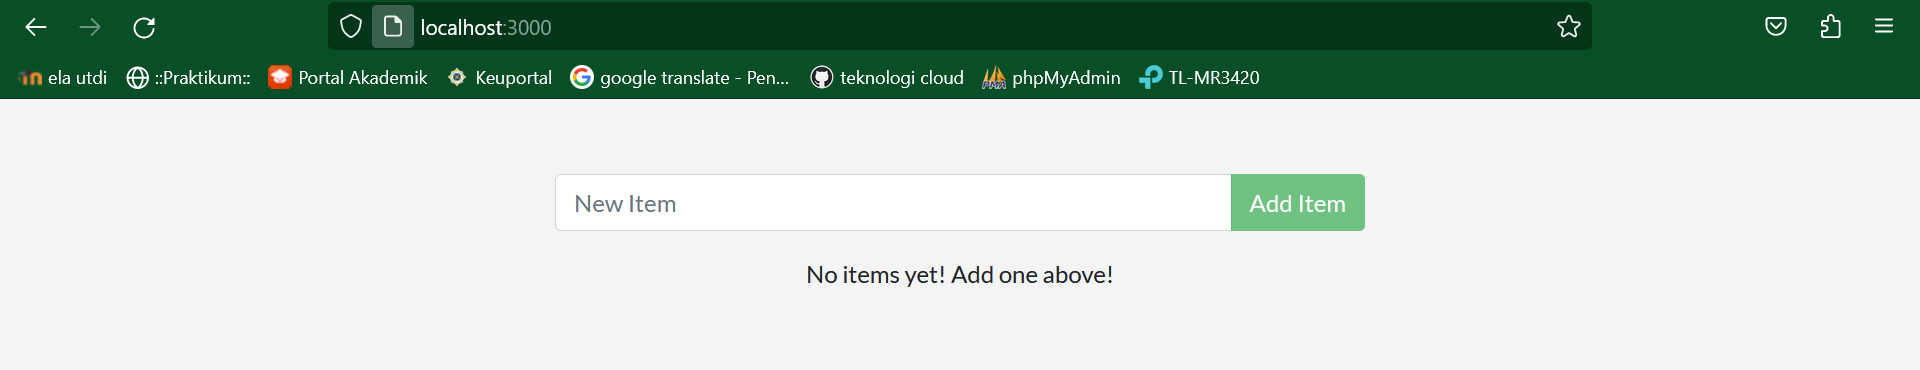 localhost:3000
ela utdi ::Praktikum:: Portal Akademik Keuportal google translate - Pen... teknologi cloud phpMyAdmin TL-MR3420
New Item Add Item
No items yet! Add one above!